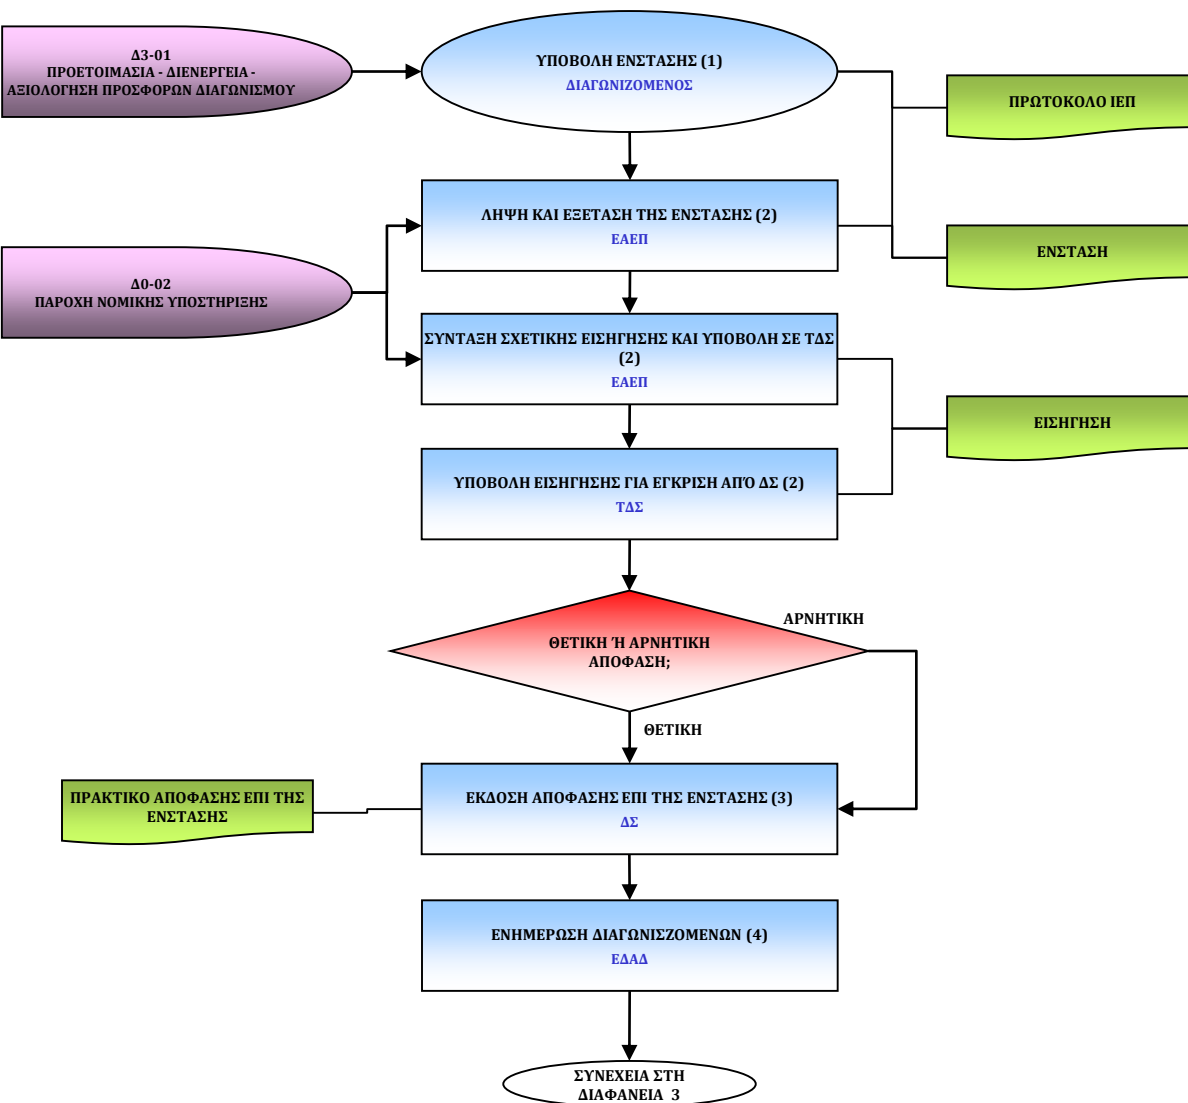 Δ3-01
ΠΡΟΕΤΟΙΜΑΣΙΑ - ΔΙΕΝΕΡΓΕΙΑ -
ΑΞΙΟΛΟΓΗΣΗ ΠΡΟΣΦΟΡΩΝ ΔΙΑΓΩΝΙΣΜΟΥ
ΥΠΟΒΟΛΗ ΕΝΣΤΑΣΗΣ (1)
ΔΙΑΓΩΝΙΖΟΜΕΝΟΣ
ΠΡΩΤΟΚΟΛΟ ΙΕΠ
ΛΗΨΗ ΚΑΙ ΕΞΕΤΑΣΗ ΤΗΣ ΕΝΣΤΑΣΗΣ (2)
ΕΑΕΠ
ΕΝΣΤΑΣΗ
Δ0-02
ΠΑΡΟΧΗ ΝΟΜΙΚΗΣ ΥΠΟΣΤΗΡΙΞΗΣ
ΣΥΝΤΑΞΗ ΣΧΕΤΙΚΗΣ ΕΙΣΗΓΗΣΗΣ ΚΑΙ ΥΠΟΒΟΛΗ ΣΕ ΤΔΣ
(2)
ΕΑΕΠ
ΕΙΣΗΓΗΣΗ
ΥΠΟΒΟΛΗ ΕΙΣΗΓΗΣΗΣ ΓΙΑ ΕΓΚΡΙΣΗ ΑΠΌ ΔΣ (2)
ΤΔΣ
ΑΡΝΗΤΙΚΗ
ΘΕΤΙΚΗ Ή ΑΡΝΗΤΙΚΗ
ΑΠΟΦΑΣΗ;
ΘΕΤΙΚΗ
ΠΡΑΚΤΙΚΟ ΑΠΟΦΑΣΗΣ ΕΠΙ ΤΗΣ
ΕΝΣΤΑΣΗΣ
ΕΚΔΟΣΗ ΑΠΟΦΑΣΗΣ ΕΠΙ ΤΗΣ ΕΝΣΤΑΣΗΣ (3)
ΔΣ
ΕΝΗΜΕΡΩΣΗ ΔΙΑΓΩΝΙΣΖΟΜΕΝΩΝ (4)
ΕΔΑΔ
ΣΥΝΕΧΕΙΑ ΣΤΗ
ΔΙΑΦΑΝΕΙΑ 3